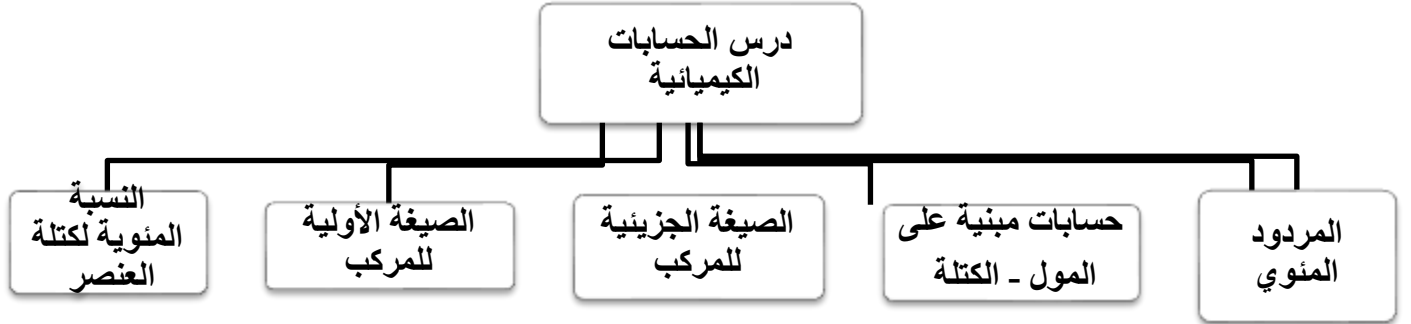 درس الحسابات
الكيميائية
المردود
المئوي
حسابات مبنية على
المول - الكتلة
الصيغة الجزيئية
للمركب
الصيغة الأولية
للمركب
النسبة
المئوية لكتلة
العنصر